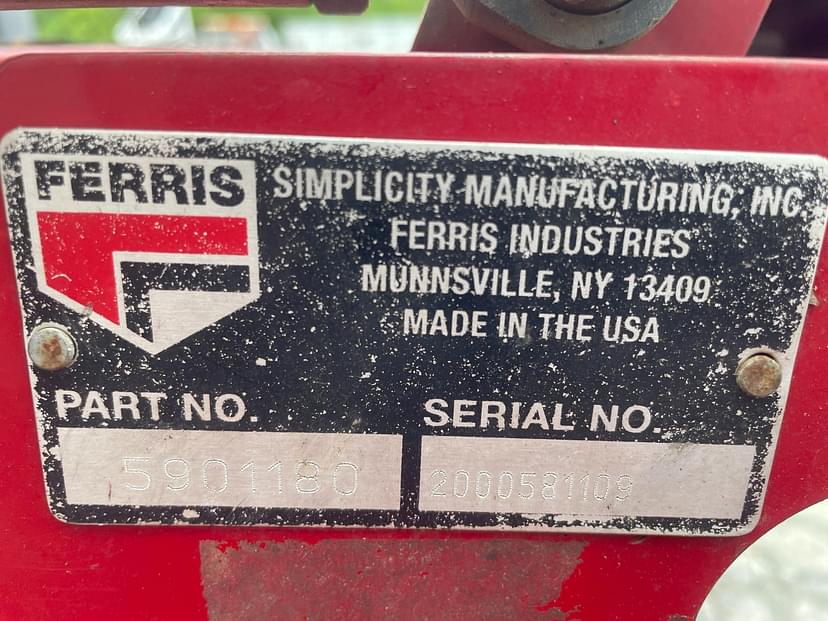 FERRIS
SIMPLICITY MANUFACTURING, INC.
FERRIS INDUSTRIES
MUNNSVILLE, NY 13409
MADE IN THE USA
PART NO. SERIAL NO.
5901180 2000581109